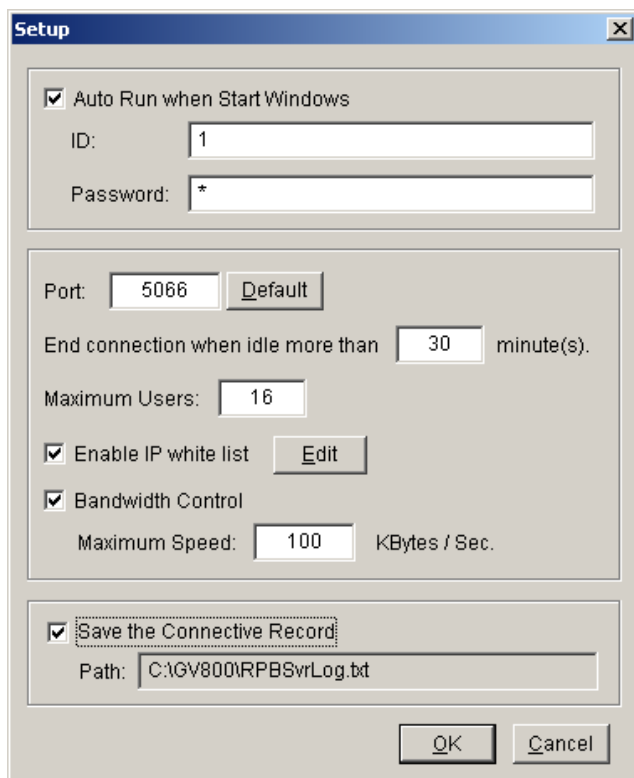 Setup
Auto Run when Start Windows
ID: 1
Password: *
Port: 5066 Default
End connection when idle more than 30 minute(s).
Maximum Users: 16
Enable IP white list Edit
Bandwidth Control
Maximum Speed: 100 KBytes / Sec.
Save the Connective Record
Path: C:\GV800\RPBSvrLog.txt
OK Cancel